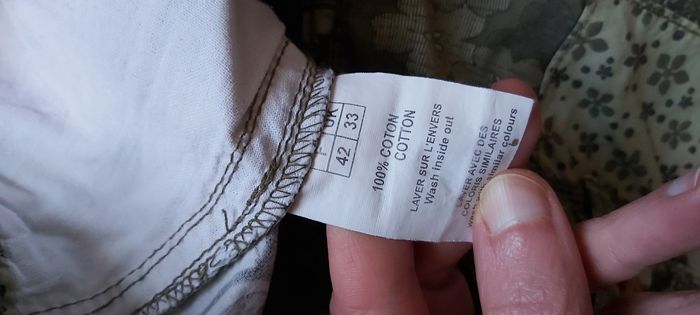 UK
42 33
100% COTON
COTTON
LAVER SUR L'ENVERS
Wash inside out
LAVER AVEC DES
COLORIS SIMILAIRES
similar colours